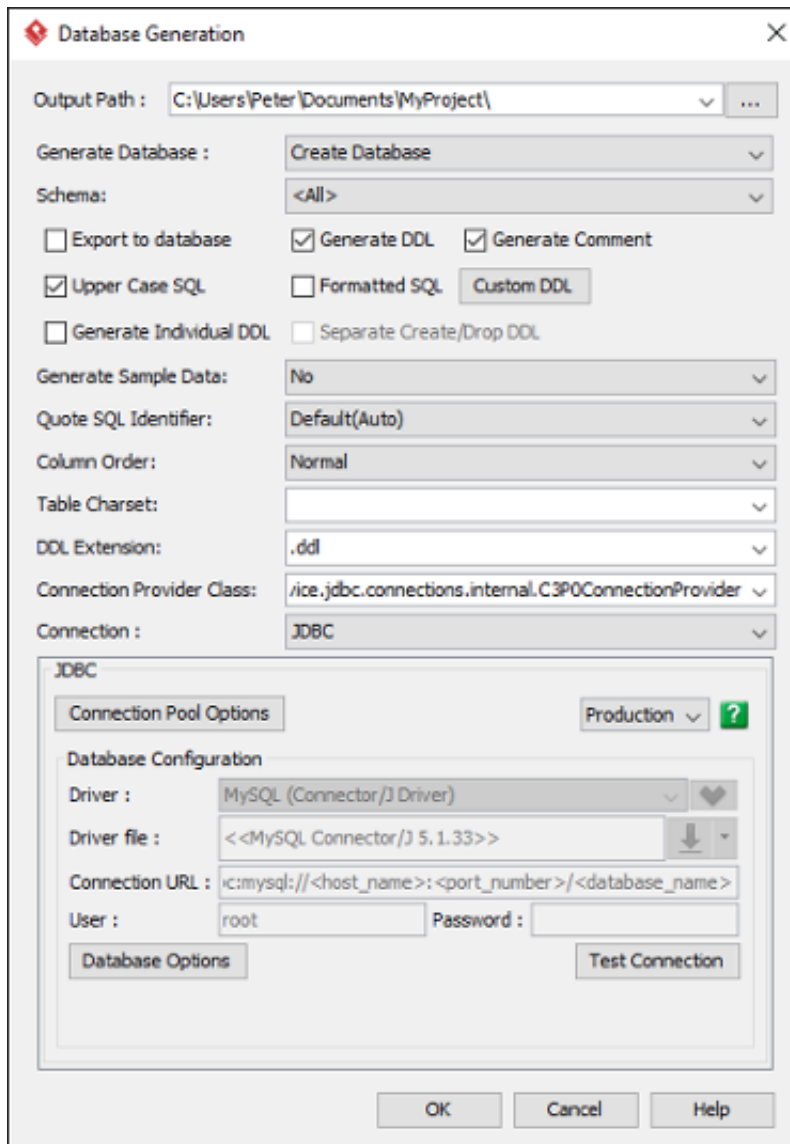 Database Generation
Output Path : C:\Users\Peter\Documents\MyProject\ ...
Generate Database : Create Database
Schema: <All>
Export to database Generate DDL Generate Comment
Upper Case SQL Formatted SQL Custom DDL
Generate Individual DDL Separate Create/Drop DDL
Generate Sample Data: No
Quote SQL Identifier: Default(Auto)
Column Order: Normal
Table Charset:
DDL Extension: .ddl
Connection Provider Class: /ice.jdbc.connections.internal.C3P0ConnectionProvider
Connection : JDBC
JDBC
Connection Pool Options Production ?
Database Configuration
Driver : MySQL (Connector/J Driver)
Driver file : <<MySQL Connector/J 5.1.33>>
Connection URL : c:mysql://<host_name>:<port_number>/<database_name>
User : root Password :
Database Options Test Connection
OK Cancel Help